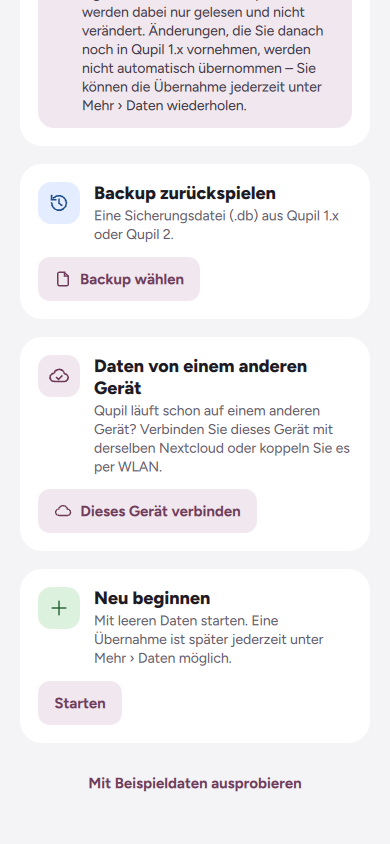 werden dabei nur gelesen und nicht
verändert. Änderungen, die Sie danach
noch in Qupil 1.x vornehmen, werden
nicht automatisch übernommen – Sie
können die Übernahme jederzeit unter
Mehr › Daten wiederholen.
Backup zurückspielen
Eine Sicherungsdatei (.db) aus Qupil 1.x
oder Qupil 2.
Backup wählen
Daten von einem anderen
Gerät
Qupil läuft schon auf einem anderen
Gerät? Verbinden Sie dieses Gerät mit
derselben Nextcloud oder koppeln Sie es
per WLAN.
Dieses Gerät verbinden
Neu beginnen
Mit leeren Daten starten. Eine
Übernahme ist später jederzeit unter
Mehr › Daten möglich.
Starten
Mit Beispieldaten ausprobieren